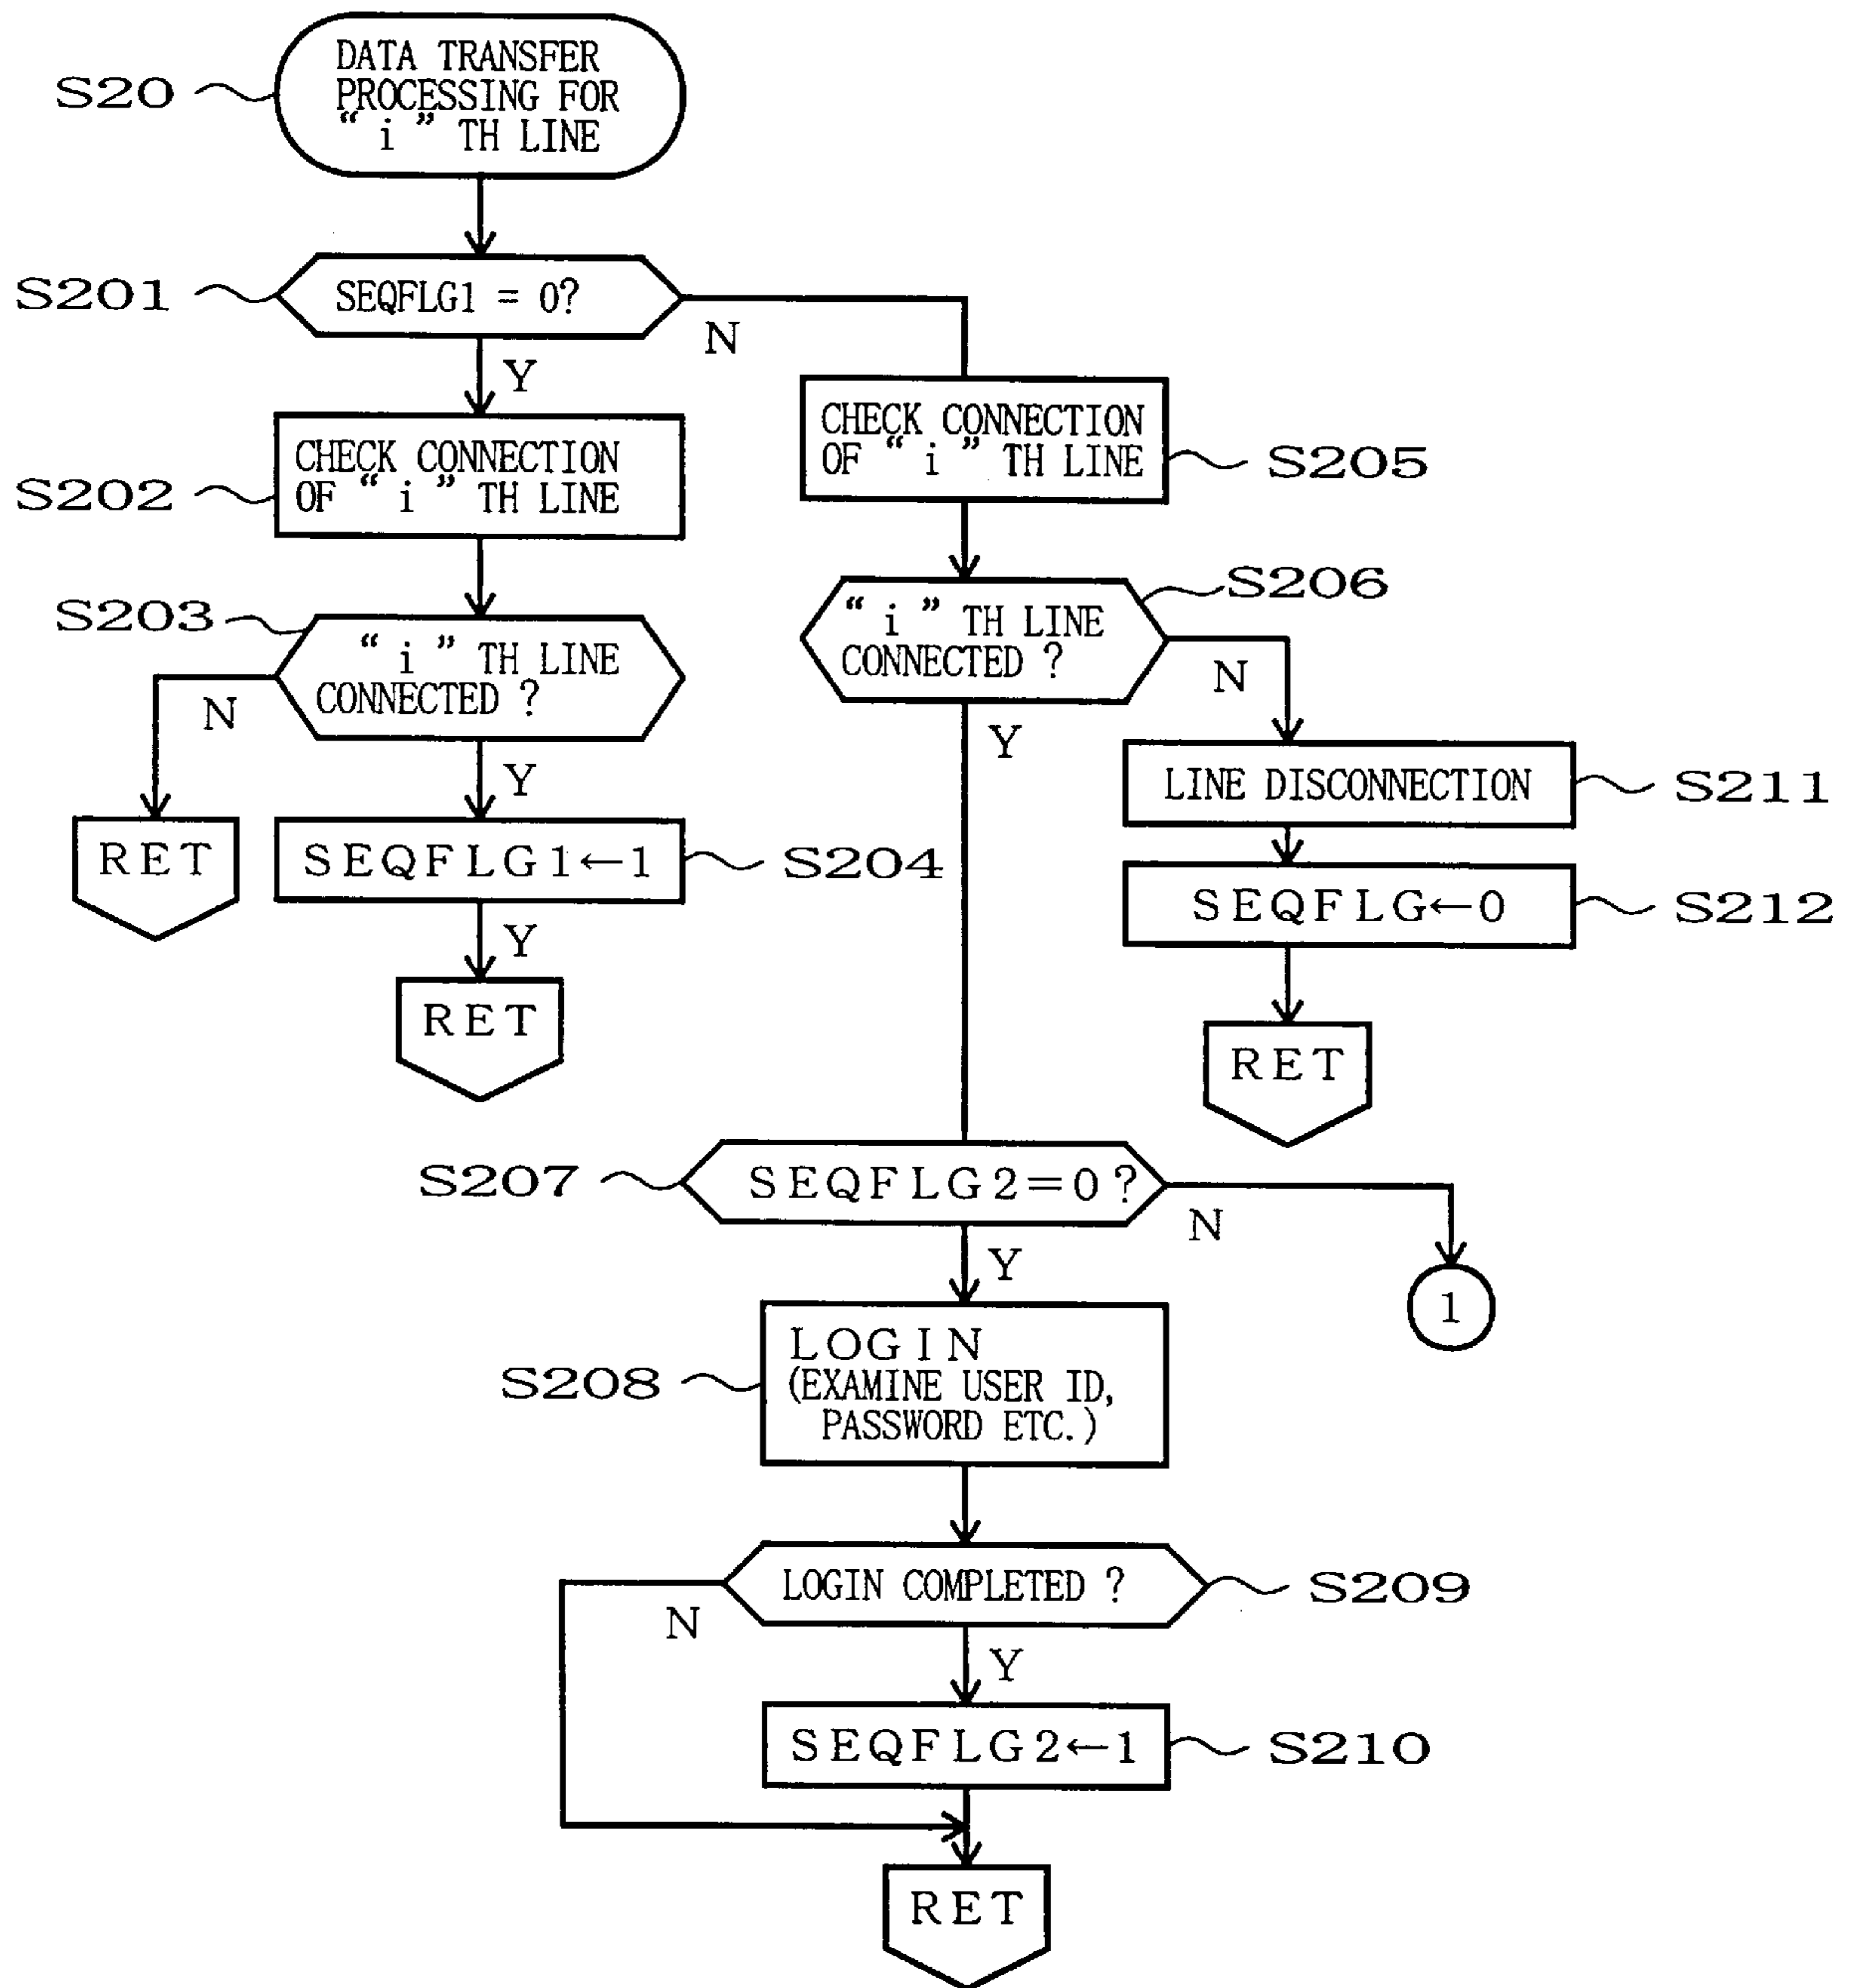 S20
DATA TRANSFER
PROCESSING FOR
“ i ” TH LINE
S201
SEQFLG1 = 0?
N
Y
S202
CHECK CONNECTION
OF “ i ” TH LINE
CHECK CONNECTION
OF “ i ” TH LINE
S205
S203
“ i ” TH LINE
CONNECTED ?
N
Y
S206
“ i ” TH LINE
CONNECTED ?
N
Y
RET
SEQFLG1←1
S204
Y
RET
LINE DISCONNECTION
S211
SEQFLG←0
S212
RET
S207
SEQFLG2=0?
N
Y
1
S208
LOGIN
(EXAMINE USER ID,
PASSWORD ETC.)
LOGIN COMPLETED ?
S209
N
Y
SEQFLG2←1
S210
RET